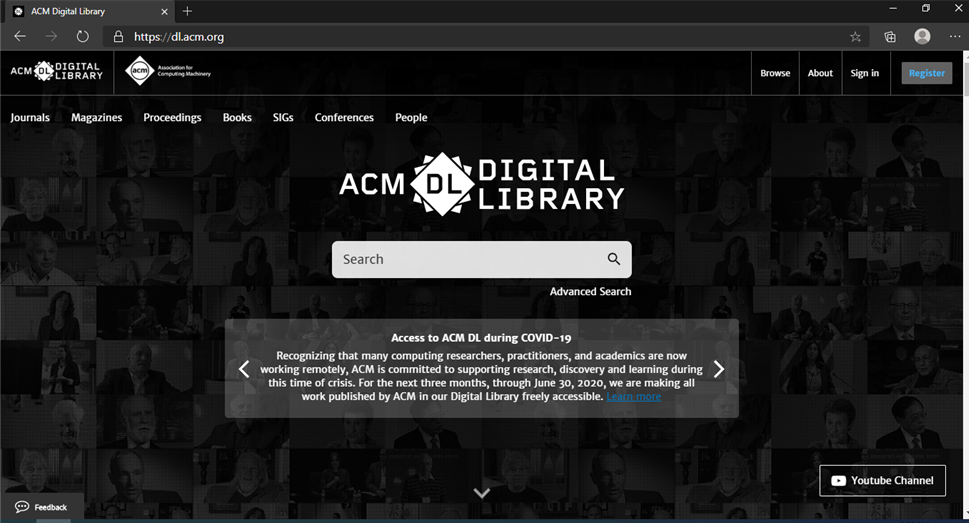 ACM Digital Library
https://dl.acm.org
ACM DL DIGITAL LIBRARY
acm Association for Computing Machinery
Browse
About
Sign in
Register
Journals
Magazines
Proceedings
Books
SIGs
Conferences
People
ACM DL DIGITAL LIBRARY
Search
Advanced Search
Access to ACM DL during COVID-19
Recognizing that many computing researchers, practitioners, and academics are now
working remotely, ACM is committed to supporting research, discovery and learning during
this time of crisis. For the next three months, through June 30, 2020, we are making all
work published by ACM in our Digital Library freely accessible. Learn more
Youtube Channel
Feedback